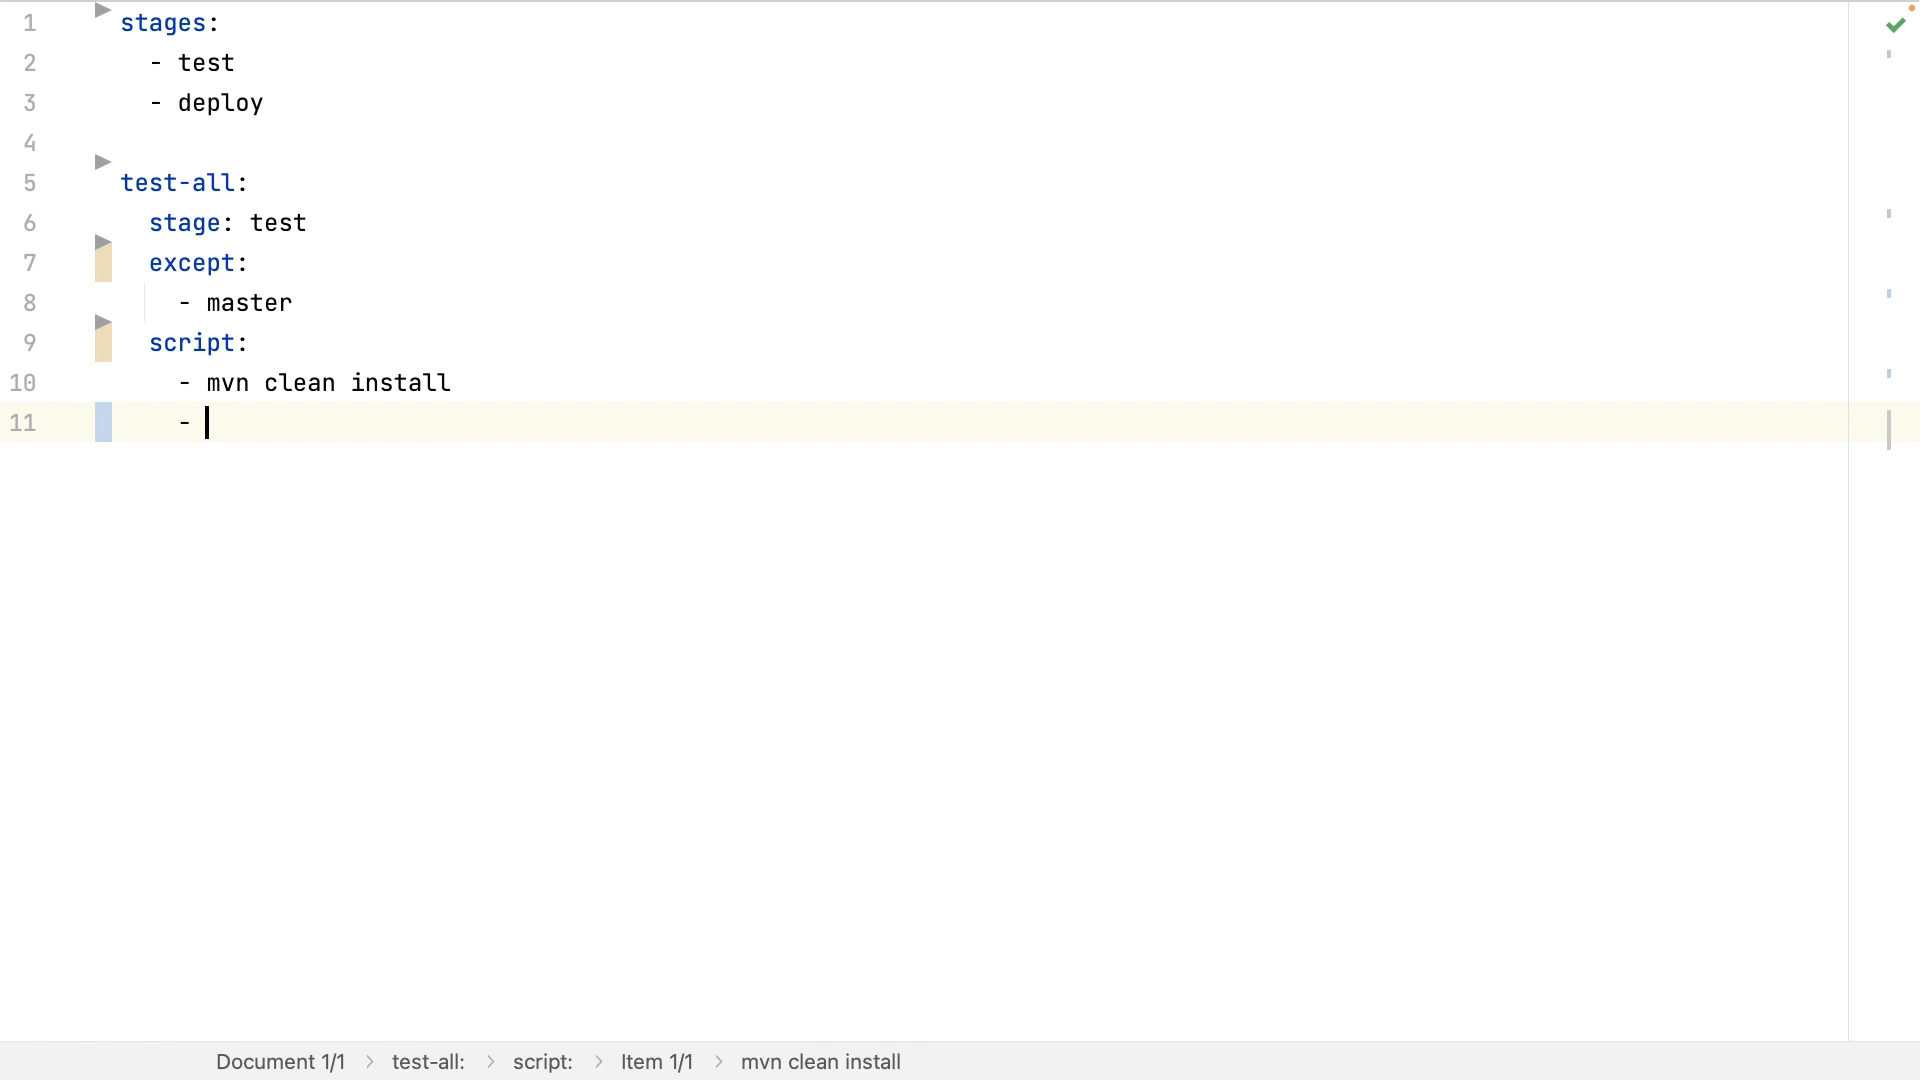 1 stages:
2 - test
3 - deploy
4
5 test-all:
6 stage: test
7 except:
8 - master
9 script:
10 - mvn clean install
11 -
Document 1/1 > test-all: > script: > Item 1/1 > mvn clean install